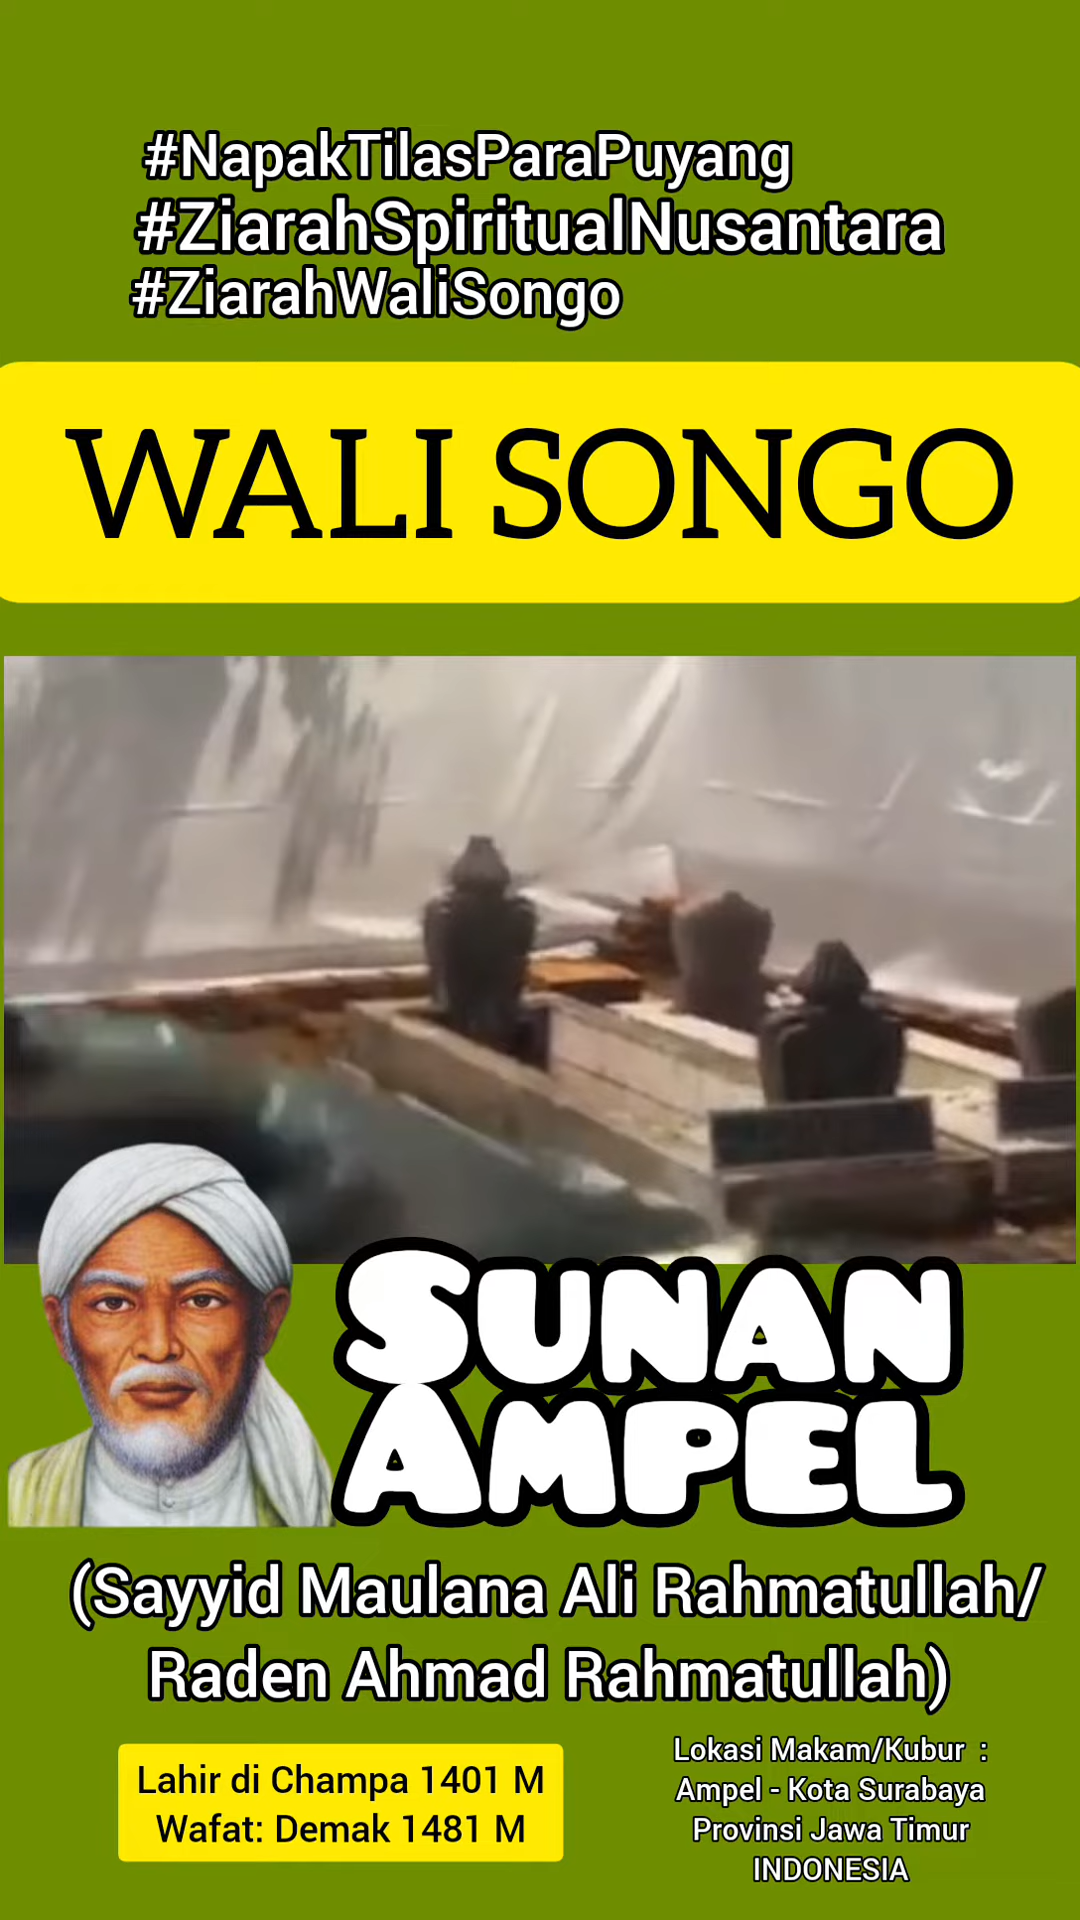 #NapakTilasParaPuyang
#ZiarahSpiritualNusantara
#ZiarahWaliSongo
WALI SONGO
SUNAN
AMPEL
(Sayyid Maulana Ali Rahmatullah/
Raden Ahmad Rahmatullah)
Lahir di Champa 1401 M
Wafat: Demak 1481 M
Lokasi Makam/Kubur :
Ampel - Kota Surabaya
Provinsi Jawa Timur
INDONESIA